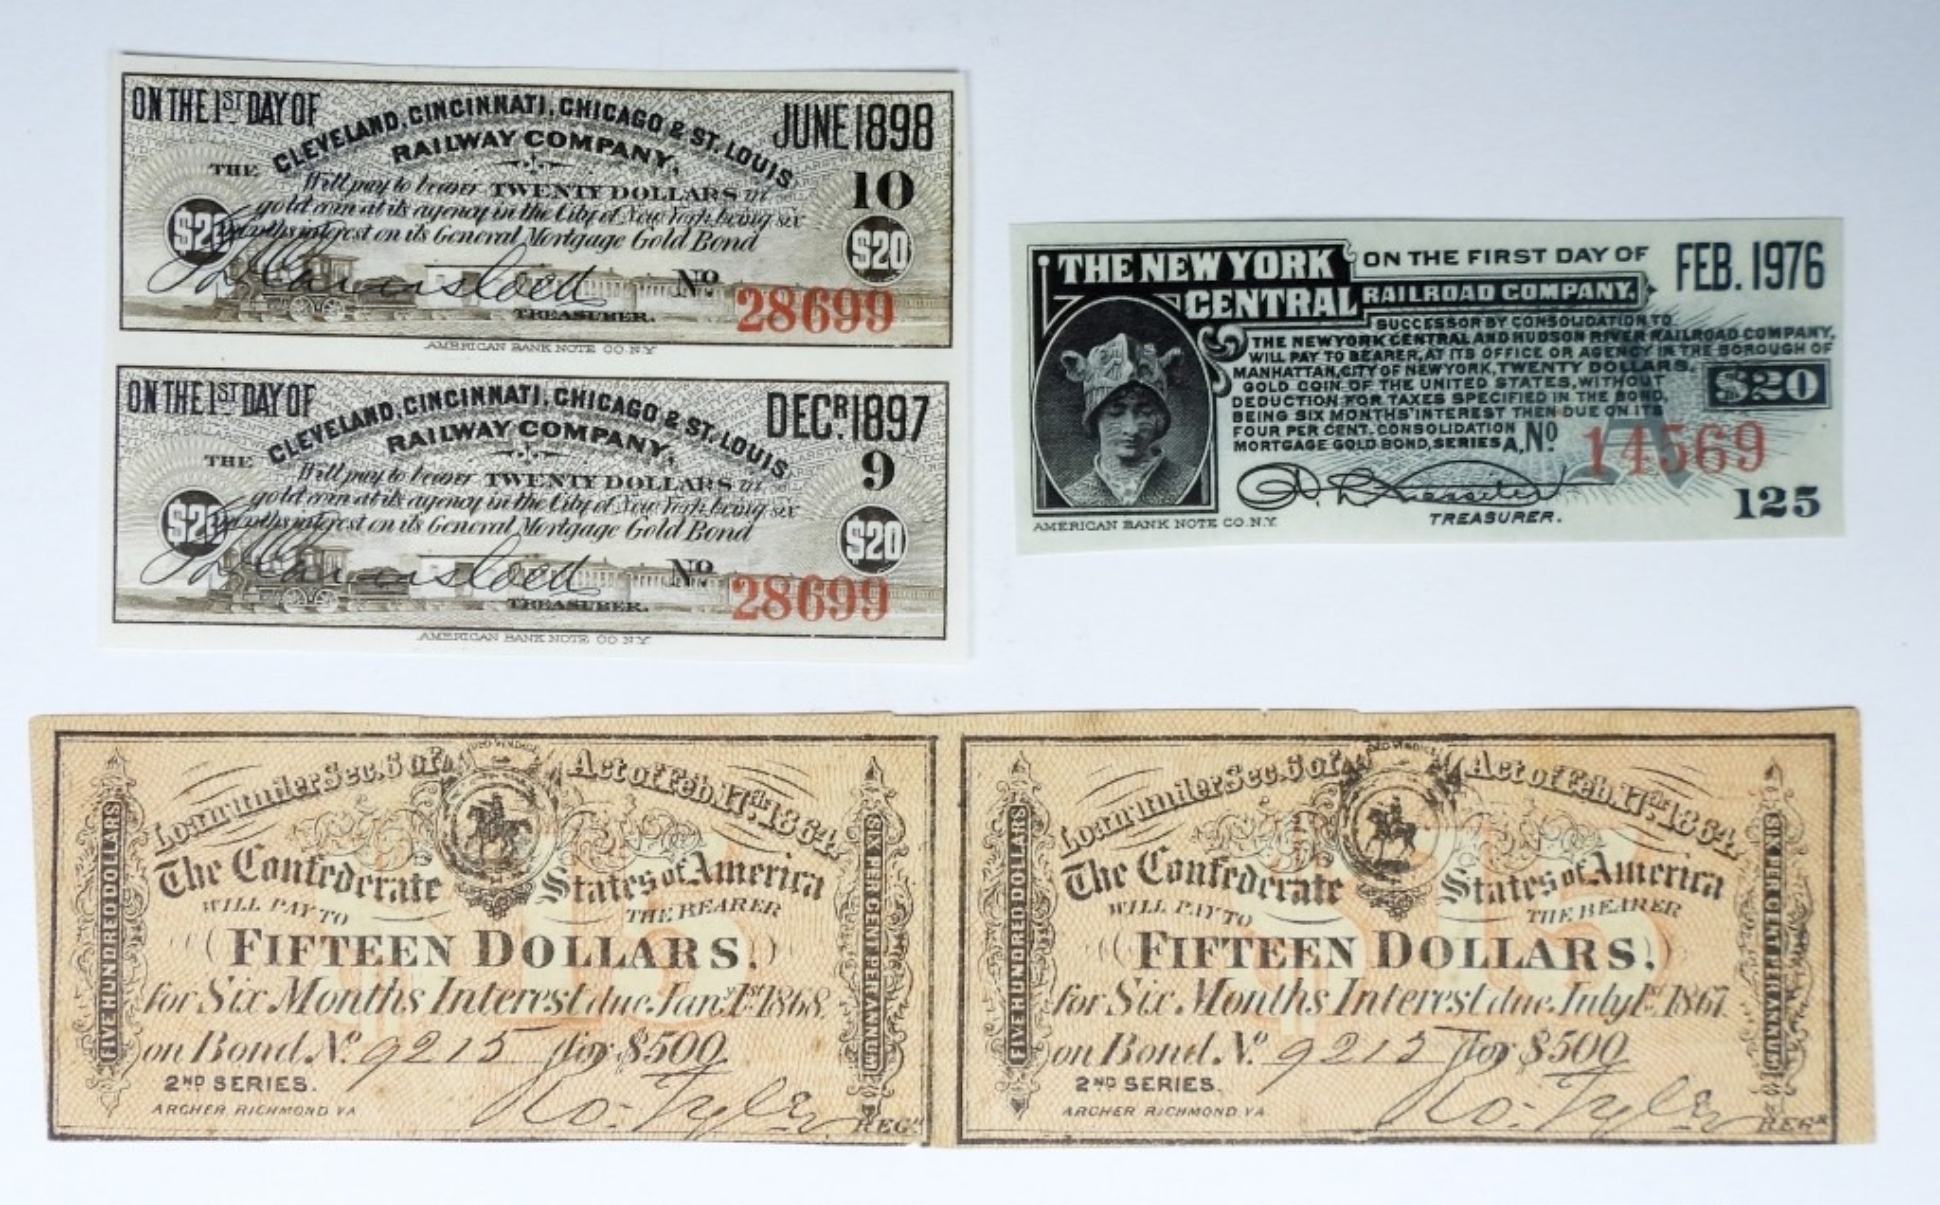 ON THE 1ST DAY OF JUNE 1898
THE CLEVELAND, CINCINNATI, CHICAGO & ST. LOUIS
RAILWAY COMPANY,
10
Will pay to bearer TWENTY DOLLARS in
gold coin at its agency in the City of New York being six
months interest on its General Mortgage Gold Bond
$20 $20
No 28699
TREASURER.
AMERICAN BANK NOTE CO. N.Y.
ON THE 1ST DAY OF DECR. 1897
THE CLEVELAND, CINCINNATI, CHICAGO & ST. LOUIS
RAILWAY COMPANY,
9
Will pay to bearer TWENTY DOLLARS in
gold coin at its agency in the City of New York being six
months interest on its General Mortgage Gold Bond
$20 $20
No 28699
TREASURER.
AMERICAN BANK NOTE CO. N.Y.
THE NEW YORK ON THE FIRST DAY OF FEB. 1976
CENTRAL RAILROAD COMPANY.
SUCCESSOR BY CONSOLIDATION TO
THE NEW YORK CENTRAL AND HUDSON RIVER RAILROAD COMPANY,
WILL PAY TO BEARER, AT ITS OFFICE OR AGENCY IN THE BOROUGH OF
MANHATTAN, CITY OF NEW YORK, TWENTY DOLLARS.
GOLD COIN OF THE UNITED STATES, WITHOUT $20
DEDUCTION FOR TAXES SPECIFIED IN THE BOND,
BEING SIX MONTHS' INTEREST THEN DUE ON ITS
FOUR PER CENT. CONSOLIDATION
MORTGAGE GOLD BOND, SERIES A, No. 14569
TREASURER. 125
AMERICAN BANK NOTE CO. N.Y.
Loan under Sec. 6 of Act of Feb. 17th 1864.
The Confederate States of America
WILL PAY TO THE BEARER
(FIFTEEN DOLLARS.)
for Six Months Interest due Jany. 1st 1868.
on Bond No. 9215 for $500.
2ND SERIES.
Ro. Tyler
ARCHER RICHMOND VA REGR
FIVE HUNDRED DOLLARS
SIX PER CENT PER ANNUM
Loan under Sec. 6 of Act of Feb. 17th 1864.
The Confederate States of America
WILL PAY TO THE BEARER
(FIFTEEN DOLLARS.)
for Six Months Interest due July 1st 1867.
on Bond No. 9215 for $500.
2ND SERIES.
Ro. Tyler
ARCHER RICHMOND VA REGR
FIVE HUNDRED DOLLARS
SIX PER CENT PER ANNUM